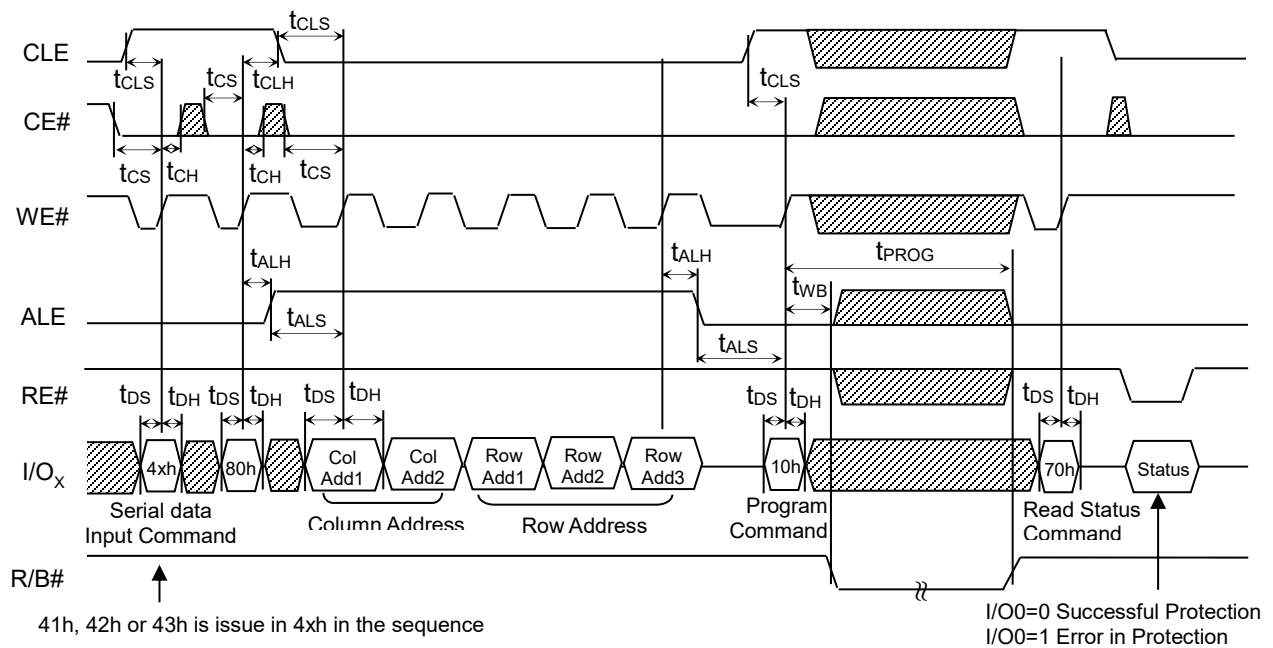 tCLS
CLE
tCLS
tCS
tCLH
tCLS
CE#
tCS
tCH
tCH
tCS
WE#
tALH
tALH
tPROG
tWB
ALE
tALS
tALS
RE#
tDS
tDH
tDS
tDH
tDS
tDH
tDS
tDH
tDS
tDH
I/OX
4xh
80h
Col
Add1
Col
Add2
Row
Add1
Row
Add2
Row
Add3
10h
70h
Status
Serial data
Input Command
Column Address
Row Address
Program
Command
Read Status
Command
R/B#
41h, 42h or 43h is issue in 4xh in the sequence
I/O0=0 Successful Protection
I/O0=1 Error in Protection